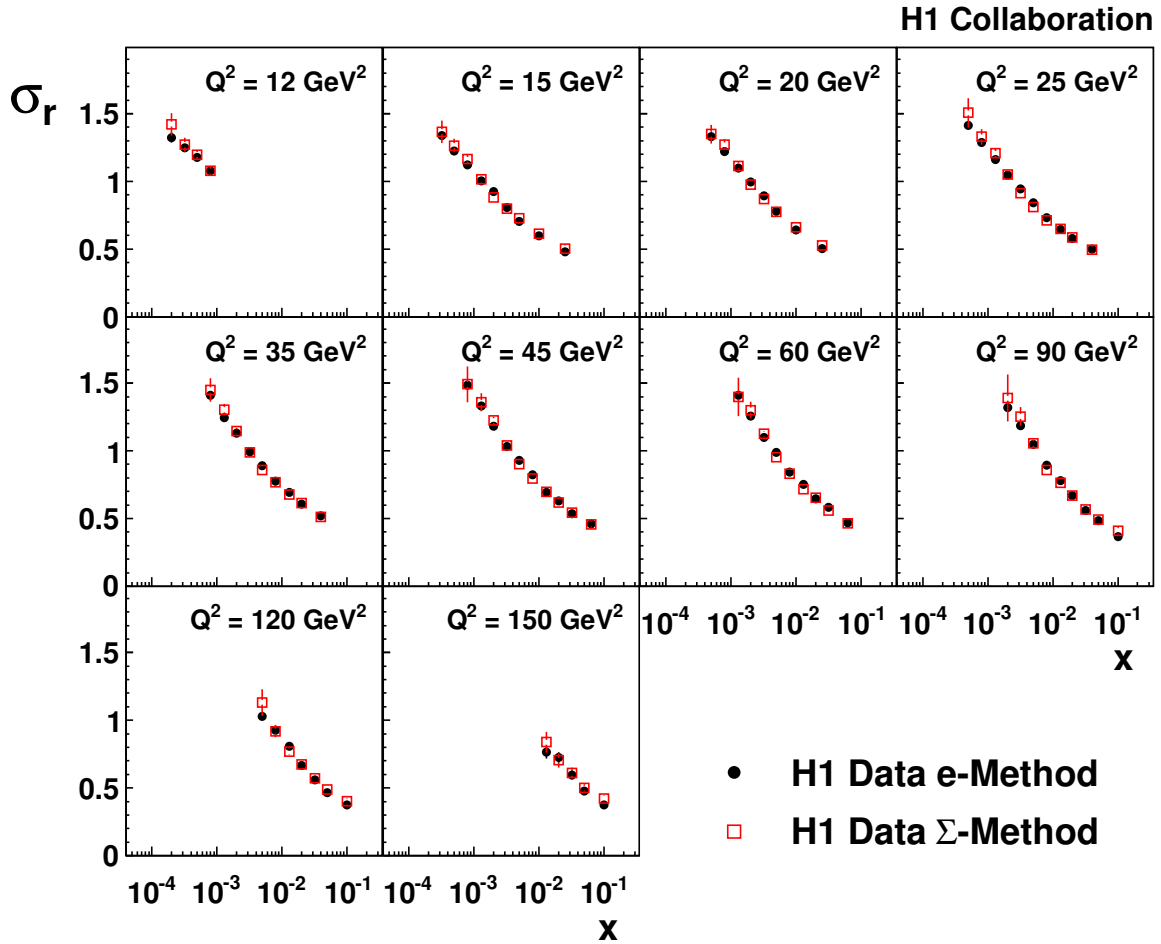 H1 Collaboration
σr
Q² = 12 GeV²
Q² = 15 GeV²
Q² = 20 GeV²
Q² = 25 GeV²
1.5
1
0.5
0
Q² = 35 GeV²
Q² = 45 GeV²
Q² = 60 GeV²
Q² = 90 GeV²
1.5
1
0.5
0
Q² = 120 GeV²
Q² = 150 GeV²
10⁻⁴ 10⁻³ 10⁻² 10⁻¹
10⁻⁴ 10⁻³ 10⁻² 10⁻¹
x
1.5
1
0.5
0
H1 Data e-Method
H1 Data Σ-Method
10⁻⁴ 10⁻³ 10⁻² 10⁻¹
10⁻⁴ 10⁻³ 10⁻² 10⁻¹
x